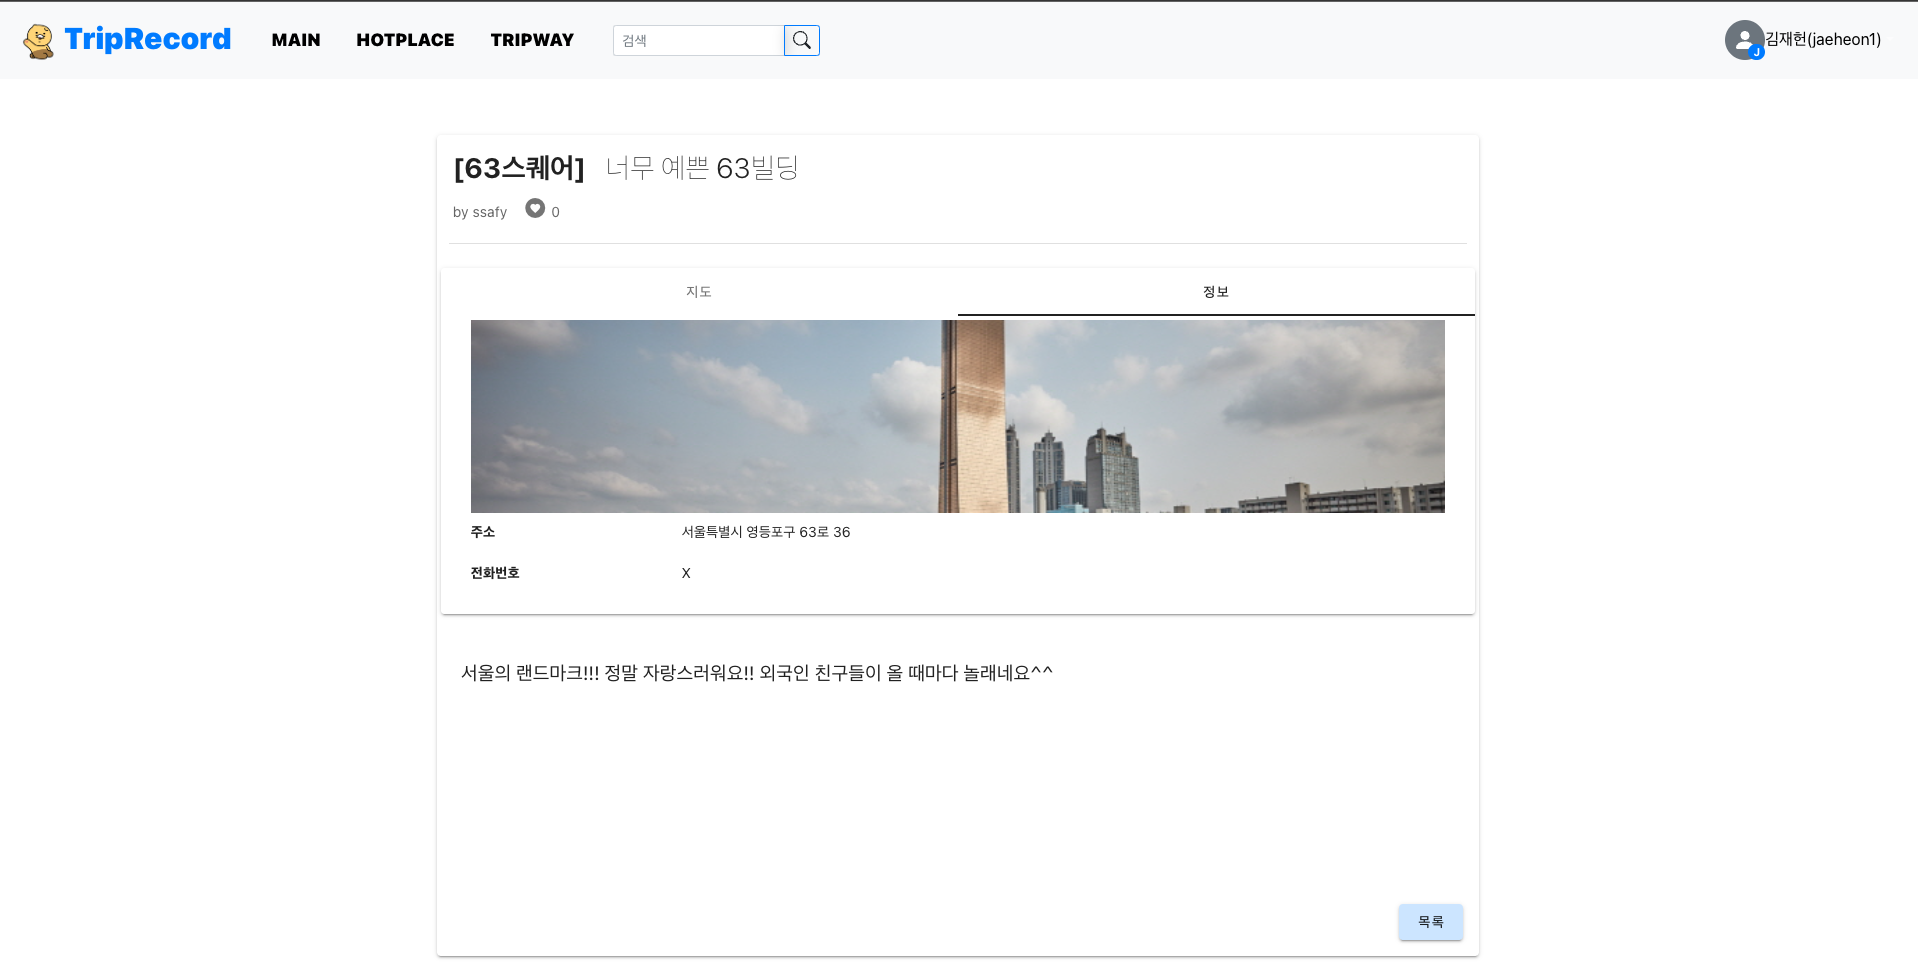 TripRecord MAIN HOTPLACE TRIPWAY 검색 김재헌(jaeheon1)
J
[63스퀘어] 너무 예쁜 63빌딩
by ssafy 0
지도 정보
주소 서울특별시 영등포구 63로 36
전화번호 X
서울의 랜드마크!!! 정말 자랑스러워요!! 외국인 친구들이 올 때마다 놀래네요^^
목록